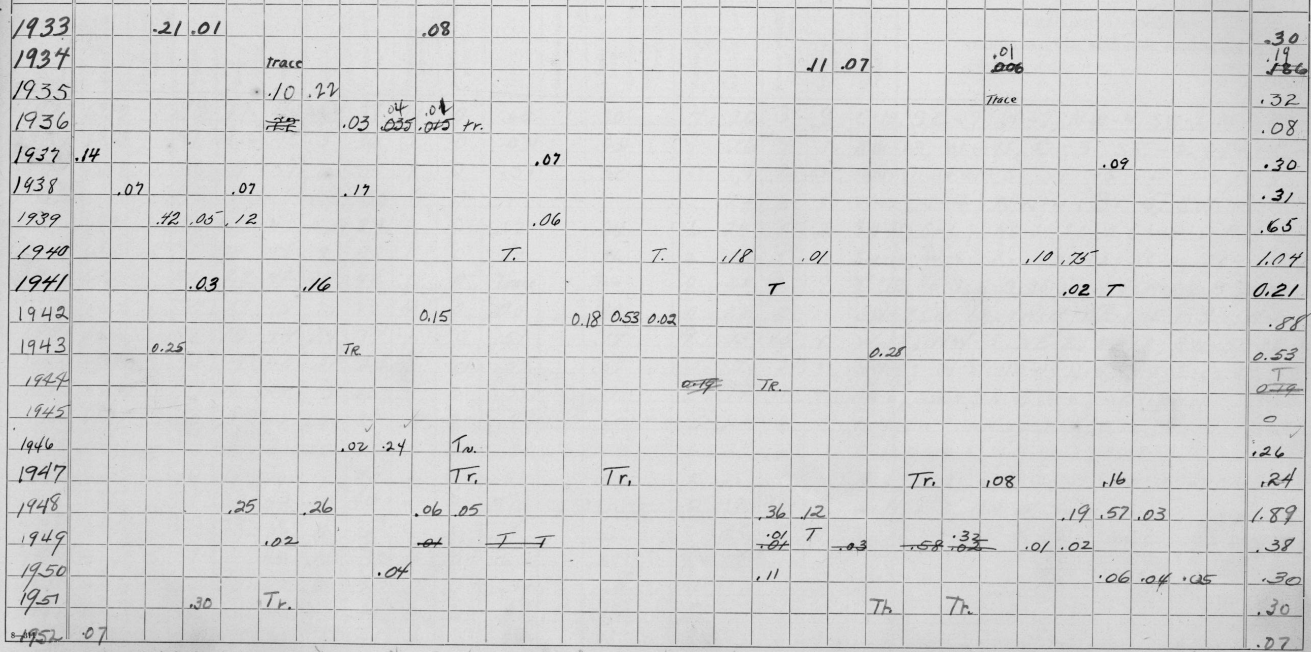 1933 .21 .01 .08 .30
1934 trace .11 .07 .01 .006 .19 .186
1935 .10 .22 Trace .32
1936 .22 .03 .04 .035 .01 .015 tr. .08
1937 .14 .07 .09 .30
1938 .07 .07 .17 .31
1939 .42 .05 .12 .06 .65
1940 T. T. .18 .01 .10 .75 1.04
1941 .03 .16 T .02 T 0.21
1942 0.15 0.18 0.53 0.02 .88
1943 0.25 TR 0.28 0.53
1944 0.19 TR. T 0.19
1945 0
1946 .02 .24 Tr. .26
1947 Tr. Tr. Tr. .08 .16 .24
1948 .25 .26 .06 .05 .36 .12 .19 .57 .03 1.89
1949 .02 .01 T T .01 .01 T .03 .58 .32 .02 .01 .02 .38
1950 .04 .11 .06 .04 .05 .30
1951 .30 Tr. Tr. Tr. .30
1952 .07 .07